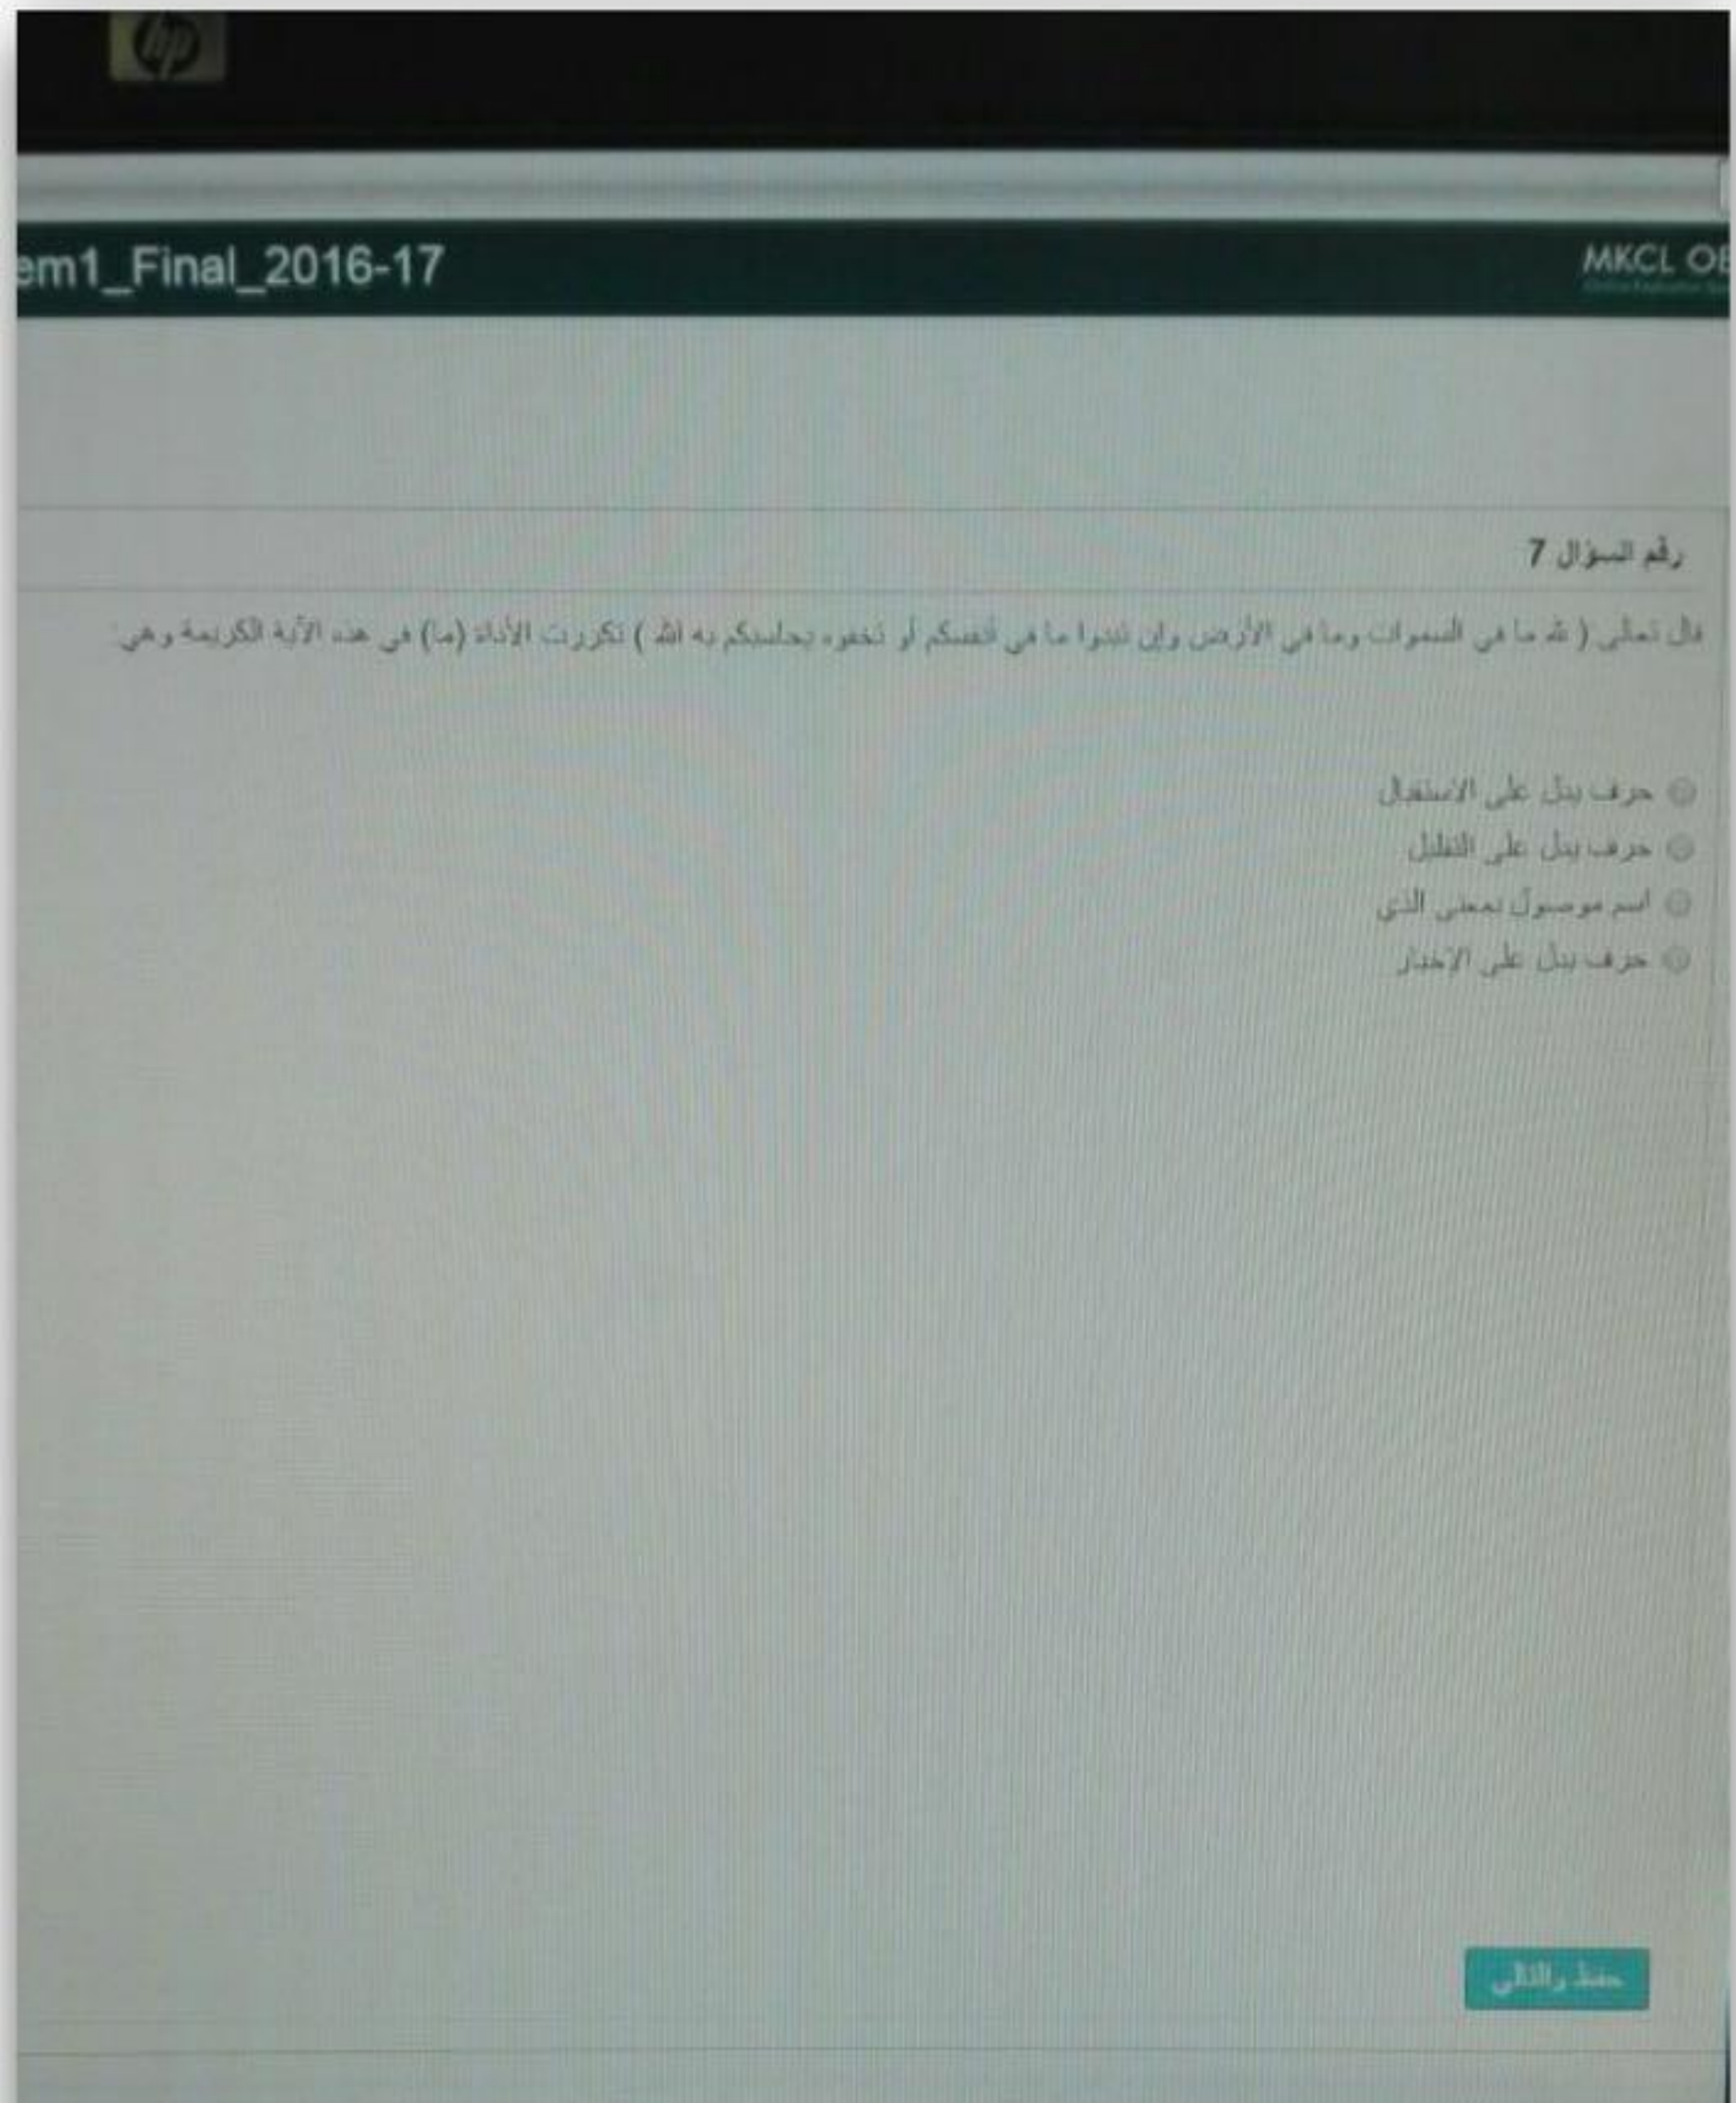 hp
em1_Final_2016-17
MKCL OE
رقم السؤال 7
قال تعالى ( لله ما في السموات وما في الأرض وإن تبدوا ما في أنفسكم أو تخفوه يحاسبكم به الله ) تكررت الأداة (ما) في هذه الآية الكريمة وهي:
حرف يدل على الاستقبال
حرف يدل على التقليل
اسم موصول بمعنى الذي
حرف يدل على الاخبار
حفظ والتالي